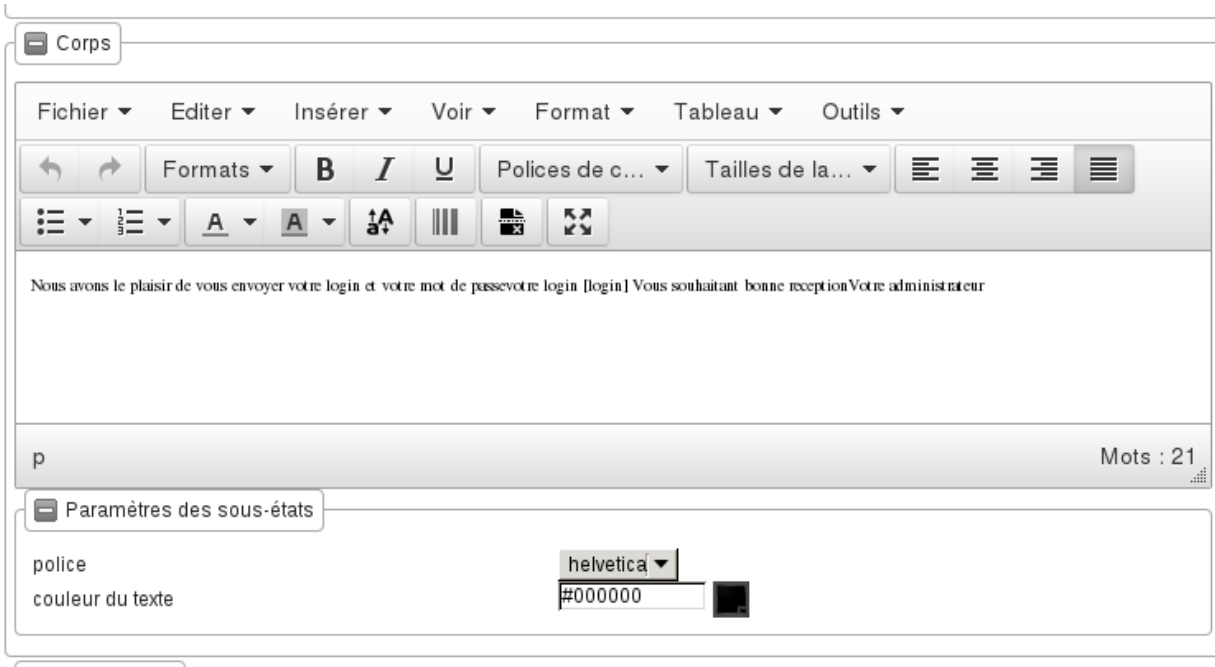 Corps
Fichier Editer Insérer Voir Format Tableau Outils
Formats B I U Polices de c... Tailles de la...
A A
Nous avons le plaisir de vous envoyer votre login et votre mot de passevotre login [login] Vous souhaitant bonne receptionVotre administrateur
p Mots : 21
Paramètres des sous-états
police helvetica
couleur du texte #000000